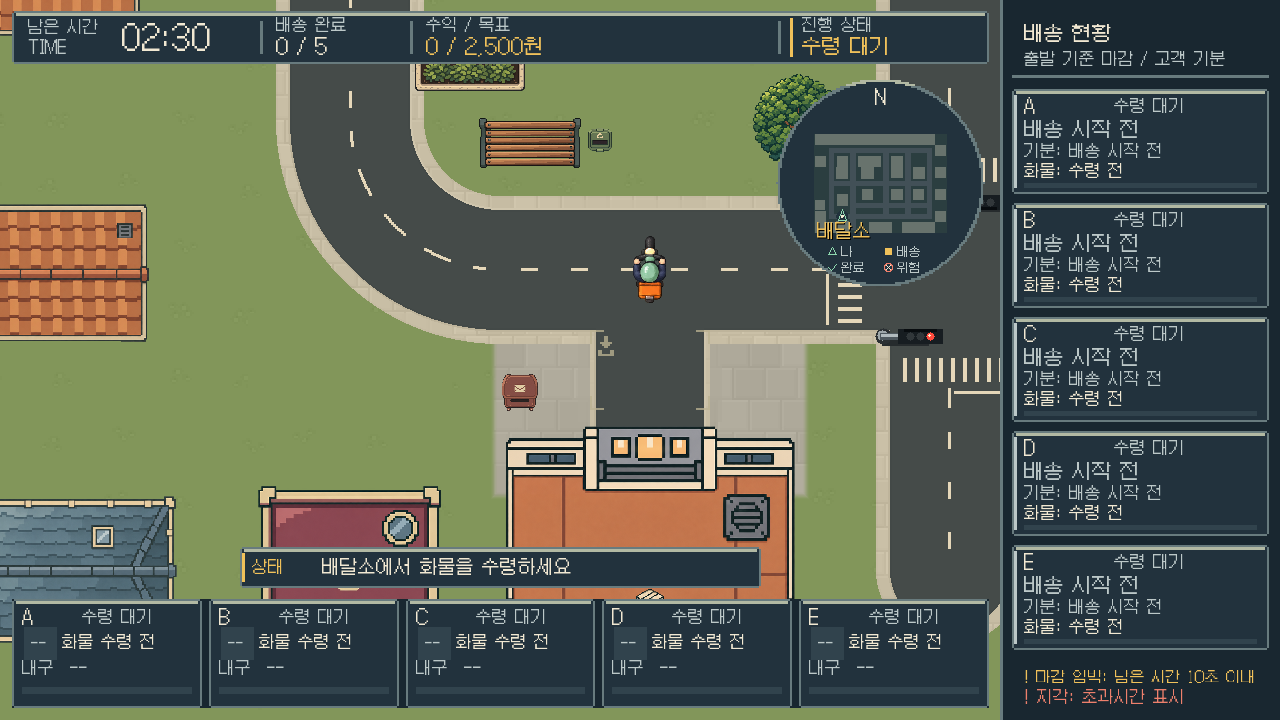 남은 시간
TIME
02:30
배송 완료
0 / 5
수익 / 목표
0 / 2,500원
진행 상태
수령 대기
N
배달소
나
배송
완료
위험
상태
배달소에서 화물을 수령하세요
A
수령 대기
--
화물 수령 전
내구
--
B
수령 대기
--
화물 수령 전
내구
--
C
수령 대기
--
화물 수령 전
내구
--
D
수령 대기
--
화물 수령 전
내구
--
E
수령 대기
--
화물 수령 전
내구
--
배송 현황
출발 기준 마감 / 고객 기분
A
수령 대기
배송 시작 전
기분: 배송 시작 전
화물: 수령 전
B
수령 대기
배송 시작 전
기분: 배송 시작 전
화물: 수령 전
C
수령 대기
배송 시작 전
기분: 배송 시작 전
화물: 수령 전
D
수령 대기
배송 시작 전
기분: 배송 시작 전
화물: 수령 전
E
수령 대기
배송 시작 전
기분: 배송 시작 전
화물: 수령 전
! 마감 임박: 남은 시간 10초 이내
! 지각: 초과시간 표시